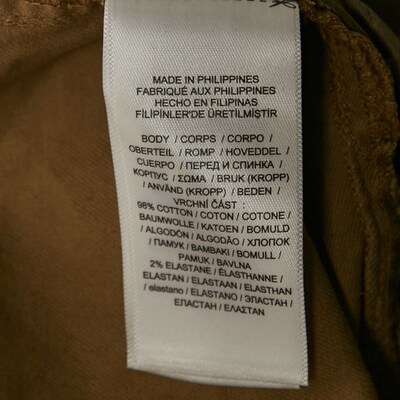 MADE IN PHILIPPINES
FABRIQUÉ AUX PHILIPPINES
HECHO EN FILIPINAS
FİLİPİNLER'DE ÜRETİLMİŞTİR
BODY / CORPS / CORPO /
OBERTEIL / ROMP / HOVEDDEL /
CUERPO / ПЕРЕД И СПИНКА /
КОРПУС / ΣΩΜΑ / BRUK (KROPP)
/ ANVÄND (KROPP) / BEDEN /
VRCHNÍ ČÁST :
98% COTTON / COTON / COTONE /
BAUMWOLLE / KATOEN / BOMULD
/ ALGODÓN / ALGODÃO / ХЛОПОК
/ ПАМУК / ΒΑΜΒΑΚΙ / BOMULL /
PAMUK / BAVLNA
2% ELASTANE / ÉLASTHANNE /
ELASTAN / ELASTAAN / ELASTHAN
/ elastano / ELASTANO / ЭЛАСТАН /
ЕЛАСТАН / ΕΛΑΣΤΑΝ